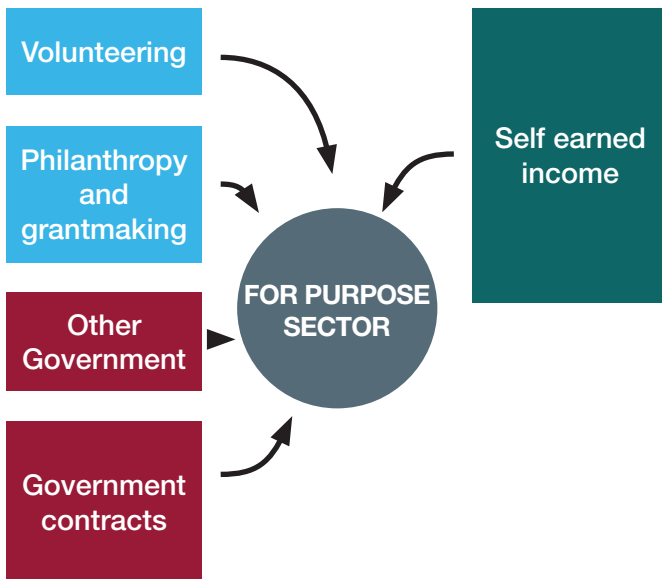 Volunteering
Philanthropy
and
grantmaking
Other
Government
Government
contracts
FOR PURPOSE
SECTOR
Self earned
income